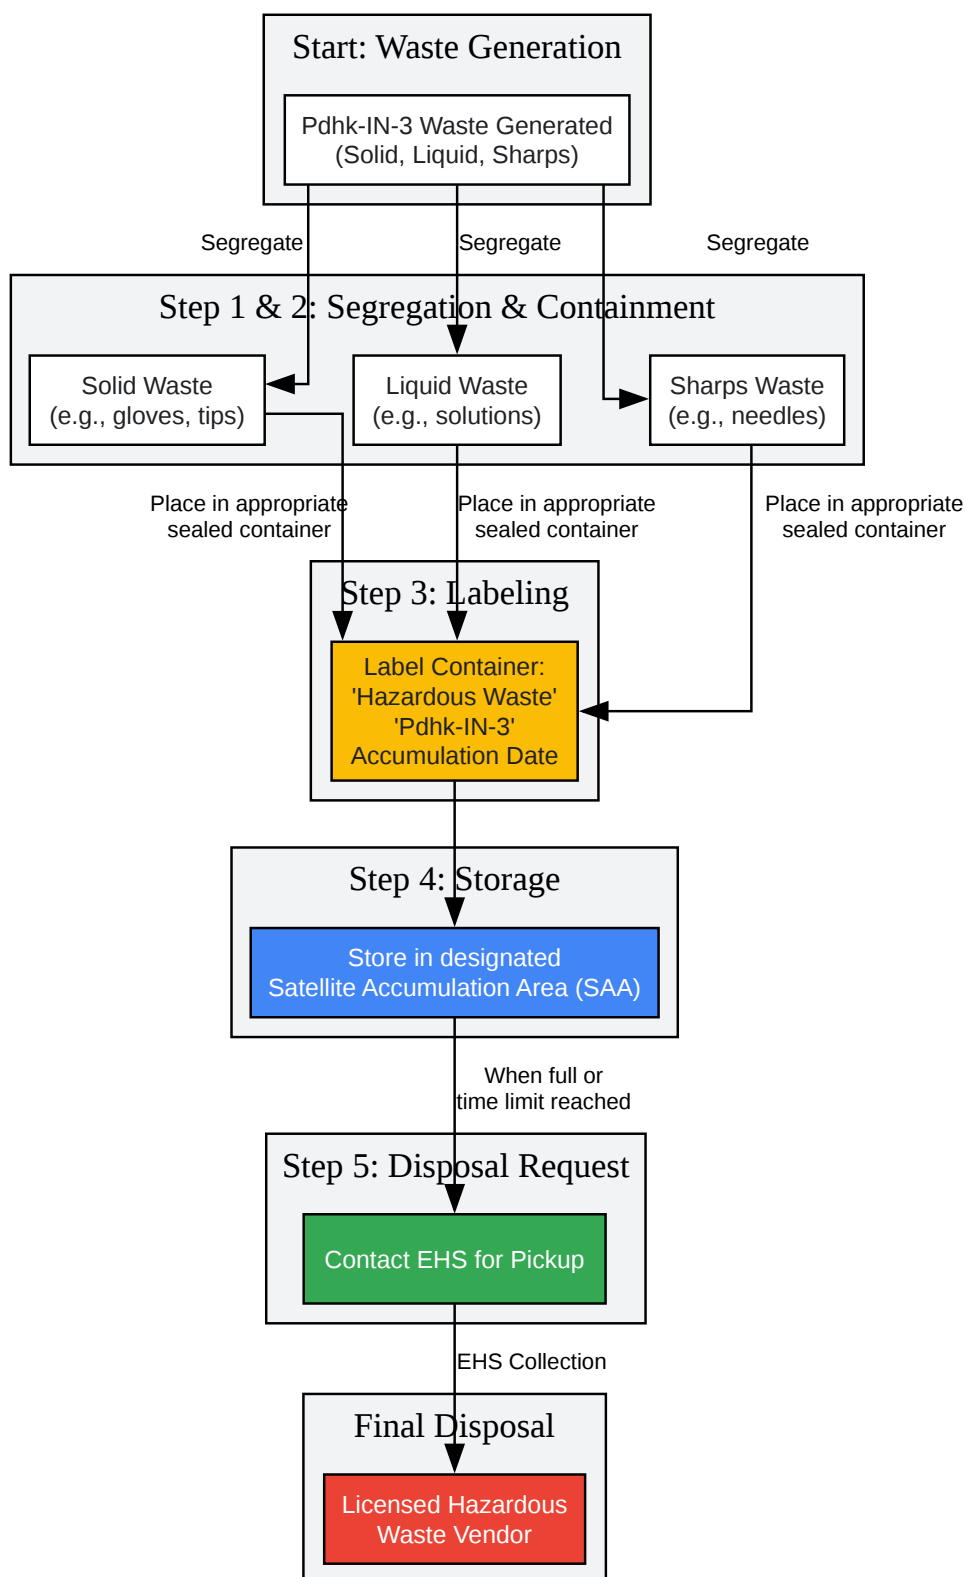 Start: Waste Generation
Pdhk-IN-3 Waste Generated
(Solid, Liquid, Sharps)
Segregate
Segregate
Segregate
Step 1 & 2: Segregation & Containment
Solid Waste
(e.g., gloves, tips)
Liquid Waste
(e.g., solutions)
Sharps Waste
(e.g., needles)
Place in appropriate
sealed container
Place in appropriate
sealed container
Place in appropriate
sealed container
Step 3: Labeling
Label Container:
'Hazardous Waste'
'Pdhk-IN-3'
Accumulation Date
Step 4: Storage
Store in designated
Satellite Accumulation Area (SAA)
When full or
time limit reached
Step 5: Disposal Request
Contact EHS for Pickup
EHS Collection
Final Disposal
Licensed Hazardous
Waste Vendor